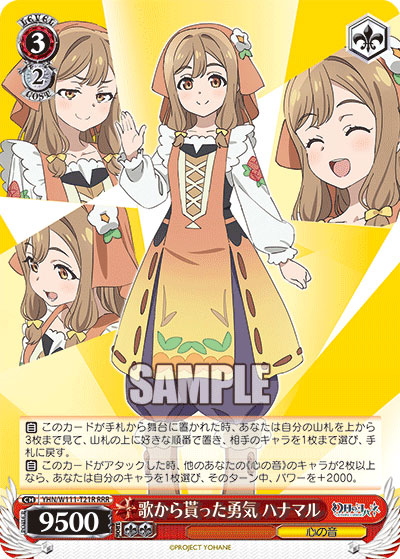 LEVEL
3
2
COST
SAMPLE
自 このカードが手札から舞台に置かれた時、あなたは自分の山札を上から
3枚まで見て、山札の上に好きな順番で置き、相手のキャラを1枚まで選び、手
札に戻す。
自 このカードがアタックした時、他のあなたの《心の音》のキャラが2枚以上
なら、あなたは自分のキャラを1枚選び、そのターン中、パワーを+2000。
CH YHN/W111-T21R RRR
9500
歌から貰った勇気 ハナマル
心の音
©PROJECT YOHANE